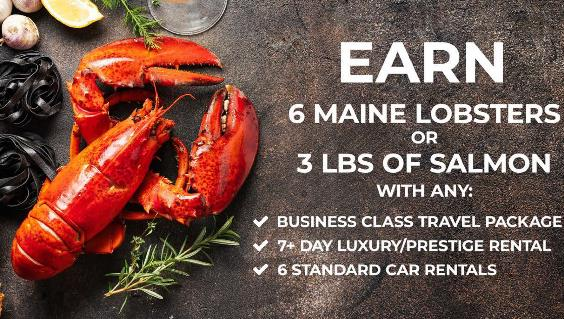 EARN
6 MAINE LOBSTERS
OR
3 LBS OF SALMON
WITH ANY:
BUSINESS CLASS TRAVEL PACKAGE
7+ DAY LUXURY/PRESTIGE RENTAL
6 STANDARD CAR RENTALS